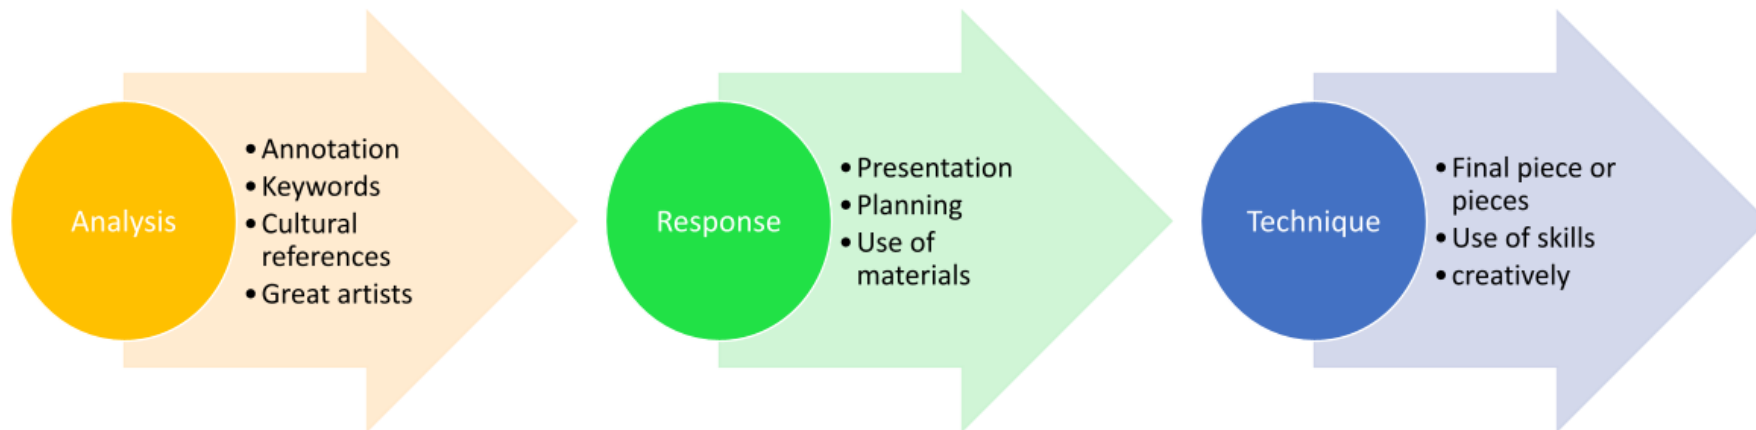 Analysis
• Annotation
• Keywords
• Cultural
references
• Great artists
Response
• Presentation
• Planning
• Use of
materials
Technique
• Final piece or
pieces
• Use of skills
• creatively